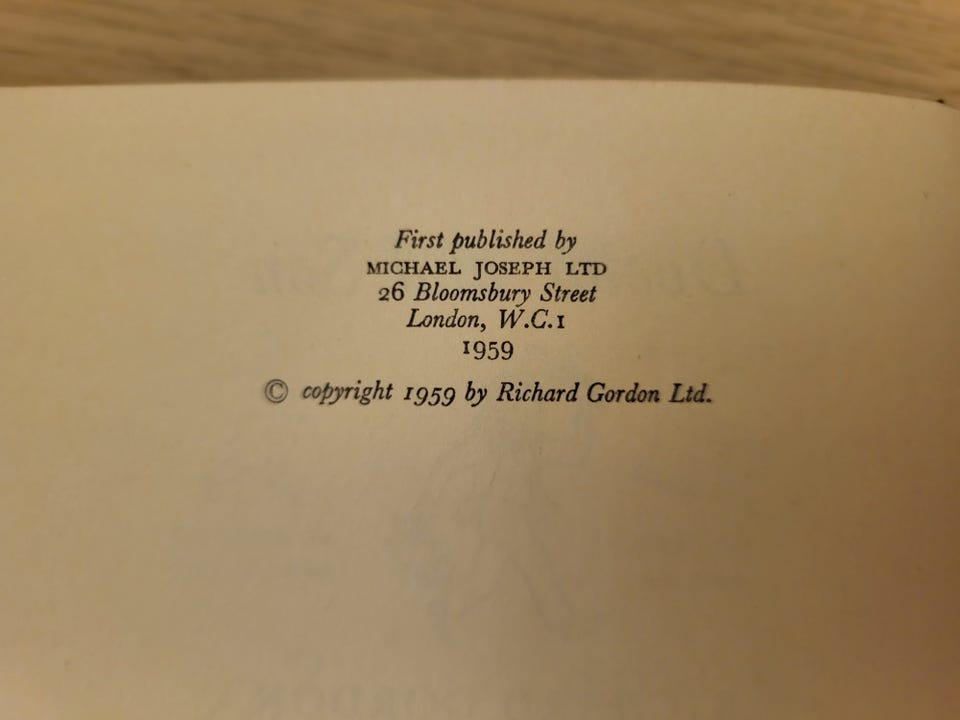 First published by
MICHAEL JOSEPH LTD
26 Bloomsbury Street
London, W.C.1
1959
© copyright 1959 by Richard Gordon Ltd.